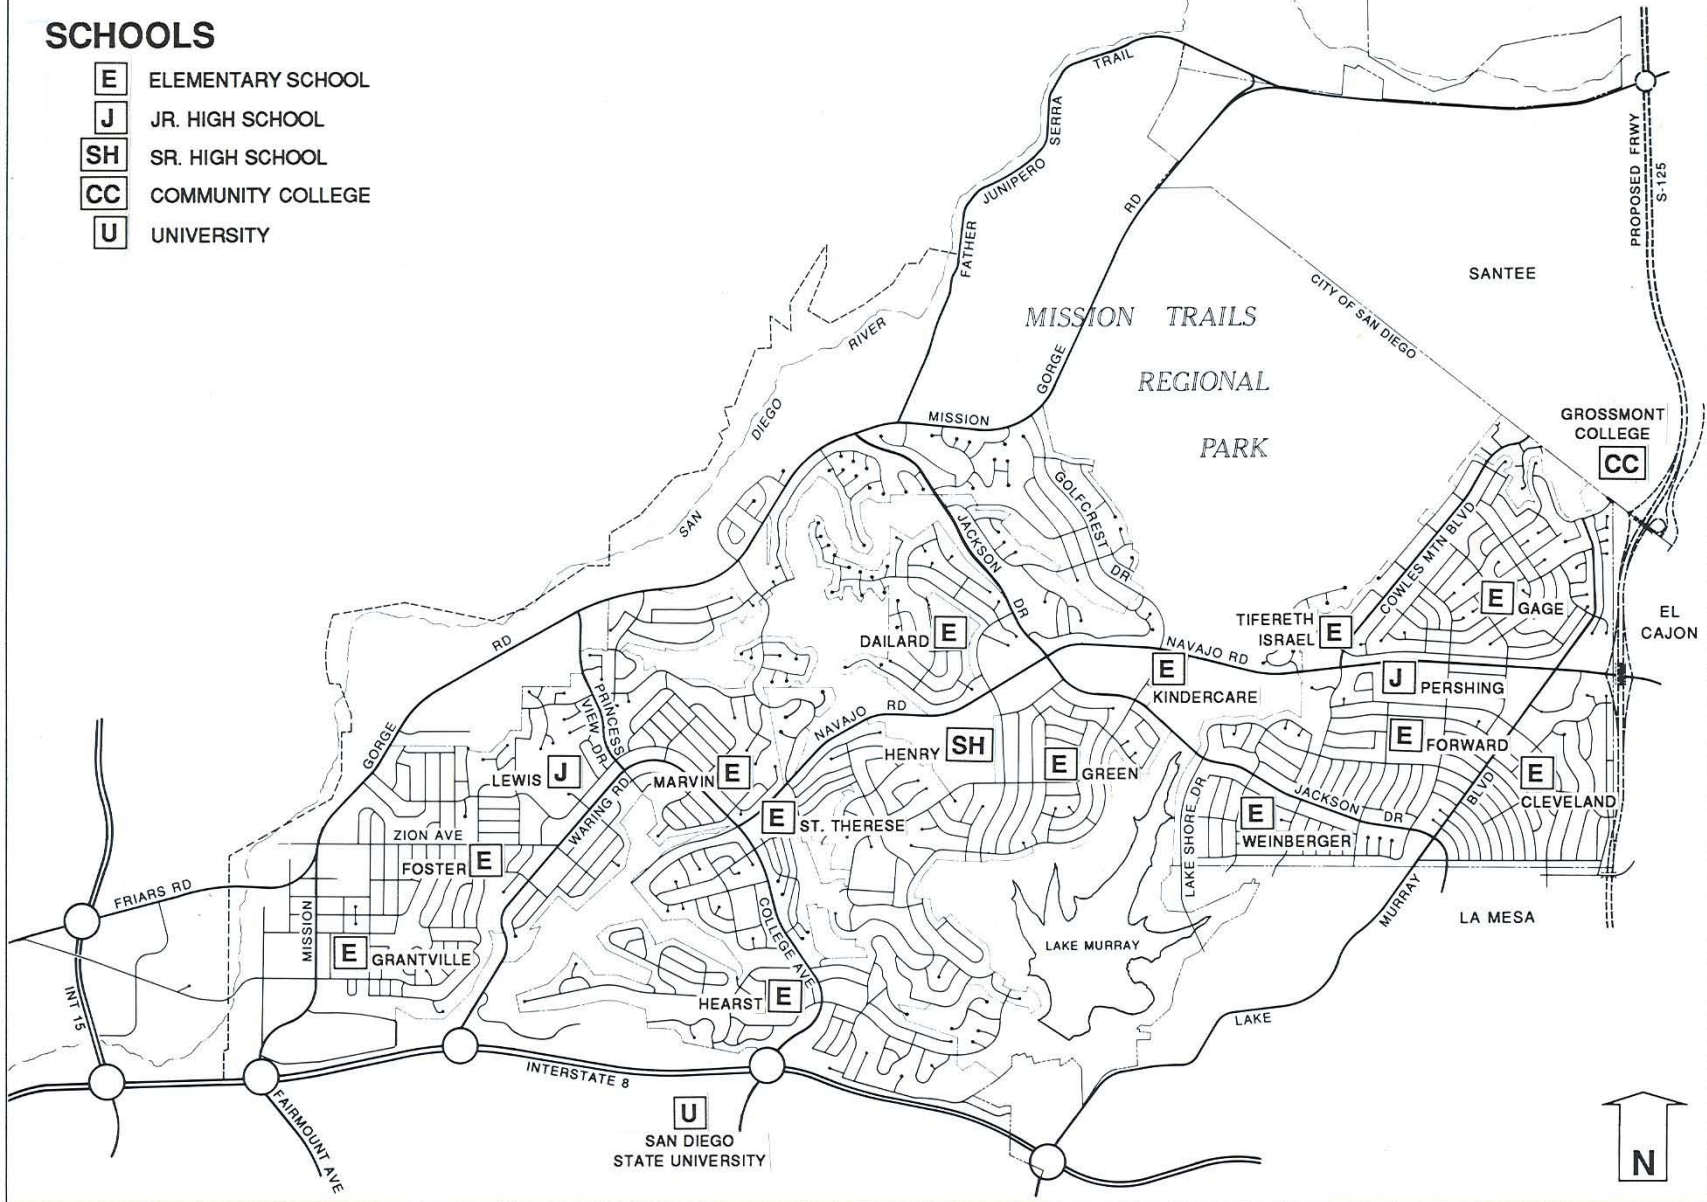 SCHOOLS
E ELEMENTARY SCHOOL
J JR. HIGH SCHOOL
SH SR. HIGH SCHOOL
CC COMMUNITY COLLEGE
U UNIVERSITY
TRAIL
SERRA
JUNIPERO
FATHER
RD
GORGE
MISSION
PROPOSED FRWY
S-125
SANTEE
CITY OF SAN DIEGO
MISSION TRAILS
REGIONAL
PARK
RIVER
DIEGO
SAN
GROSSMONT
COLLEGE
CC
GOLFCREST
DR
JACKSON
DR
COWLES MTN BLVD
E GAGE
EL
CAJON
TIFERETH
ISRAEL E
DAILARD E
NAVAJO RD
E
KINDERCARE
J PERSHING
RD
GORGE
PRINCESS
VIEW DR
NAVAJO RD
HENRY SH
E GREEN
E FORWARD
BLVD
E
CLEVELAND
LEWIS J
MARVIN E
WARING RD
E ST. THERESE
LAKE SHORE DR
JACKSON DR
E
WEINBERGER
ZION AVE
FOSTER E
FRIARS RD
MISSION
E GRANTVILLE
COLLEGE AVE
HEARST E
LAKE MURRAY
MURRAY
LA MESA
LAKE
INT 15
INTERSTATE 8
FAIRMOUNT AVE
U
SAN DIEGO
STATE UNIVERSITY
N